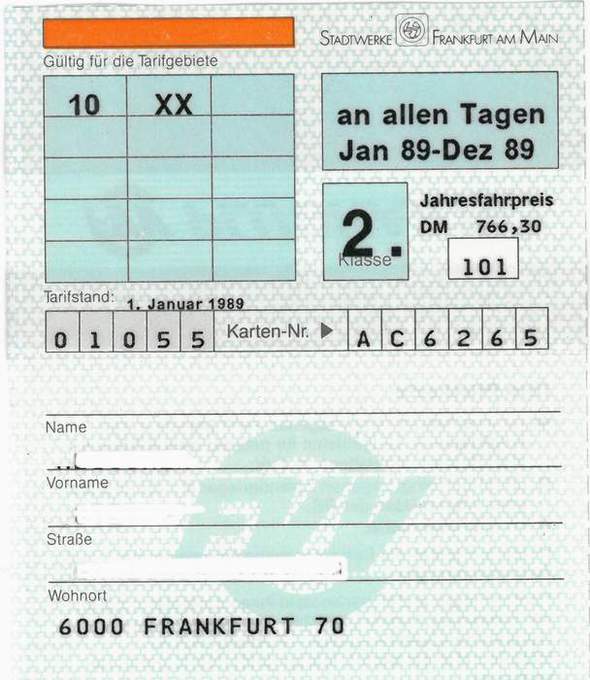 STADTWERKE FRANKFURT AM MAIN
Gültig für die Tarifgebiete
10 XX
an allen Tagen
Jan 89-Dez 89
2.
Klasse
Jahresfahrpreis
DM 766,30
101
Tarifstand: 1. Januar 1989
01055 Karten-Nr. ▶ AC6265
Name
Vorname
Straße
Wohnort
6000 FRANKFURT 70
FVV